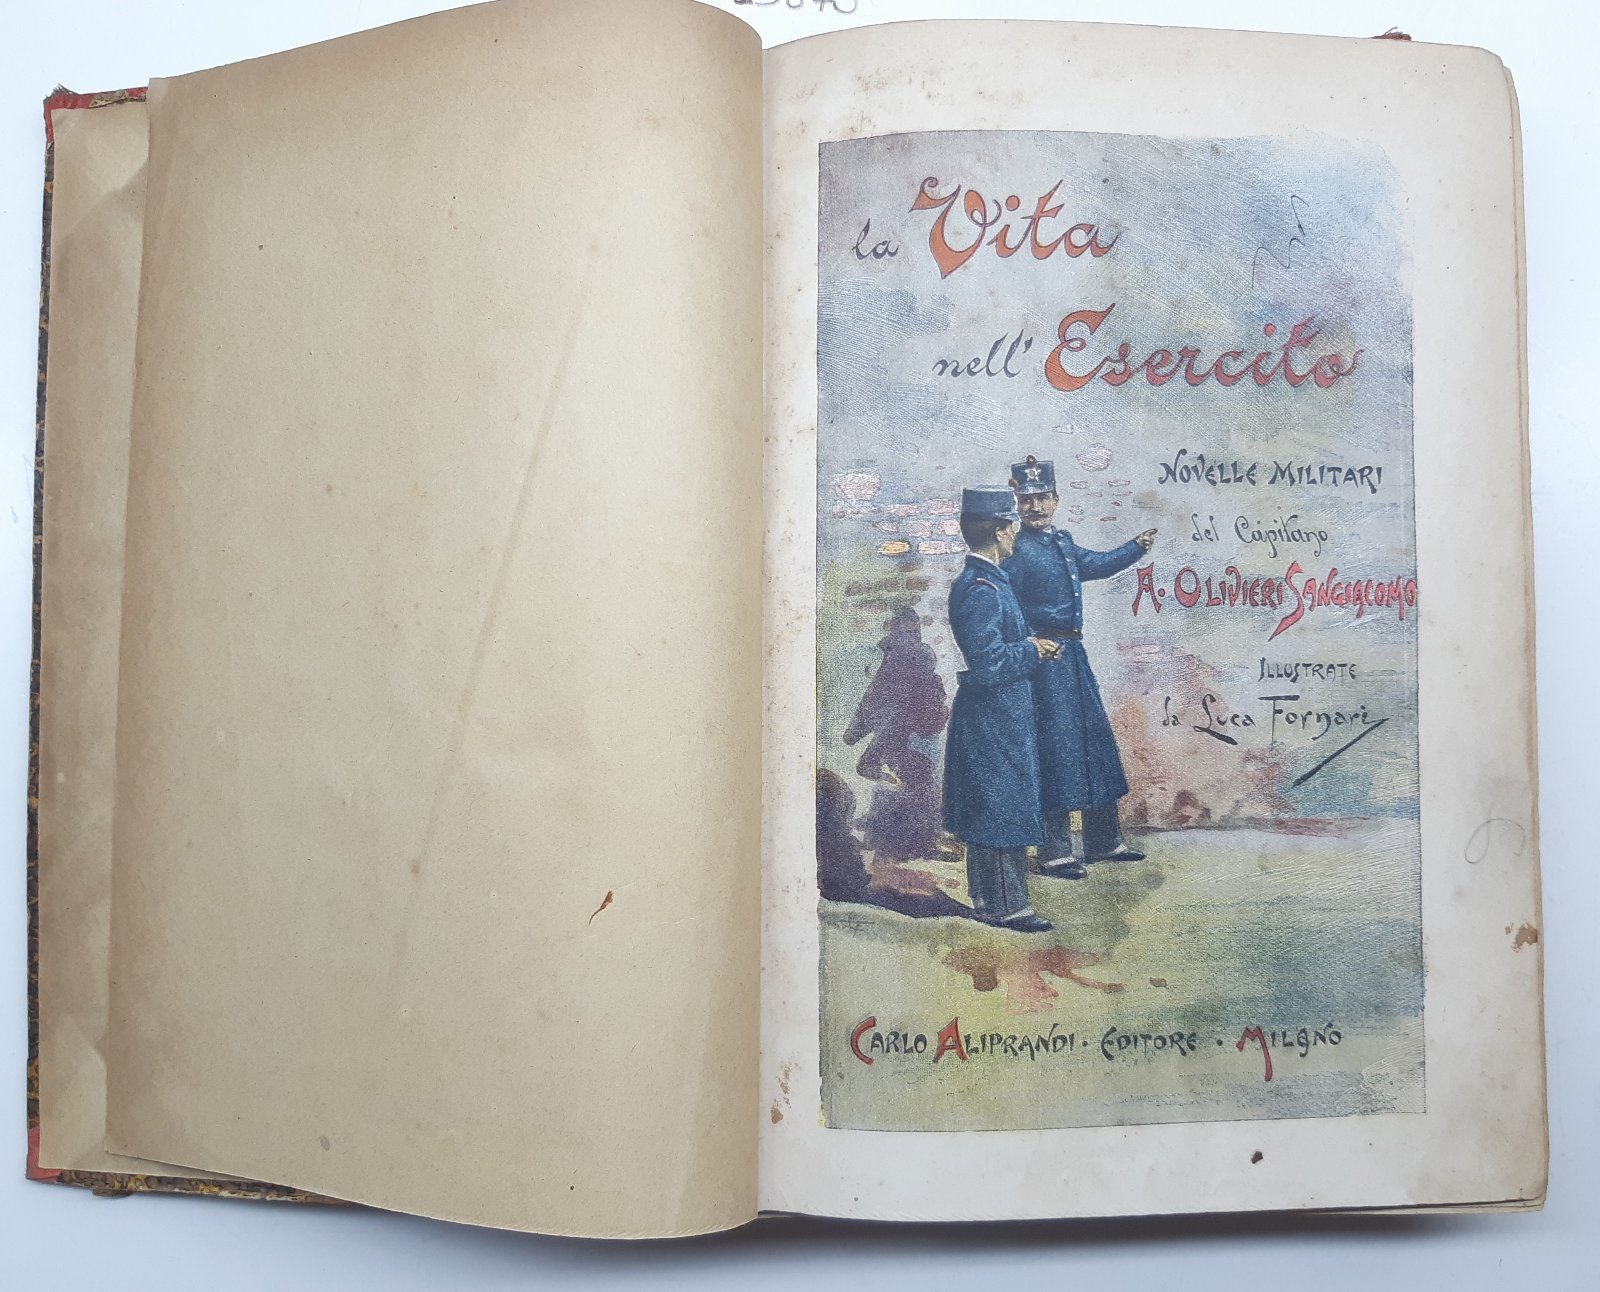 la Vita
nell' Esercito
NOVELLE MILITARI
del Capitano
A. OLIVIERI SANGIACOMO
ILLUSTRATE
da Luca Fornari
CARLO ALIPRANDI · EDITORE · MILANO